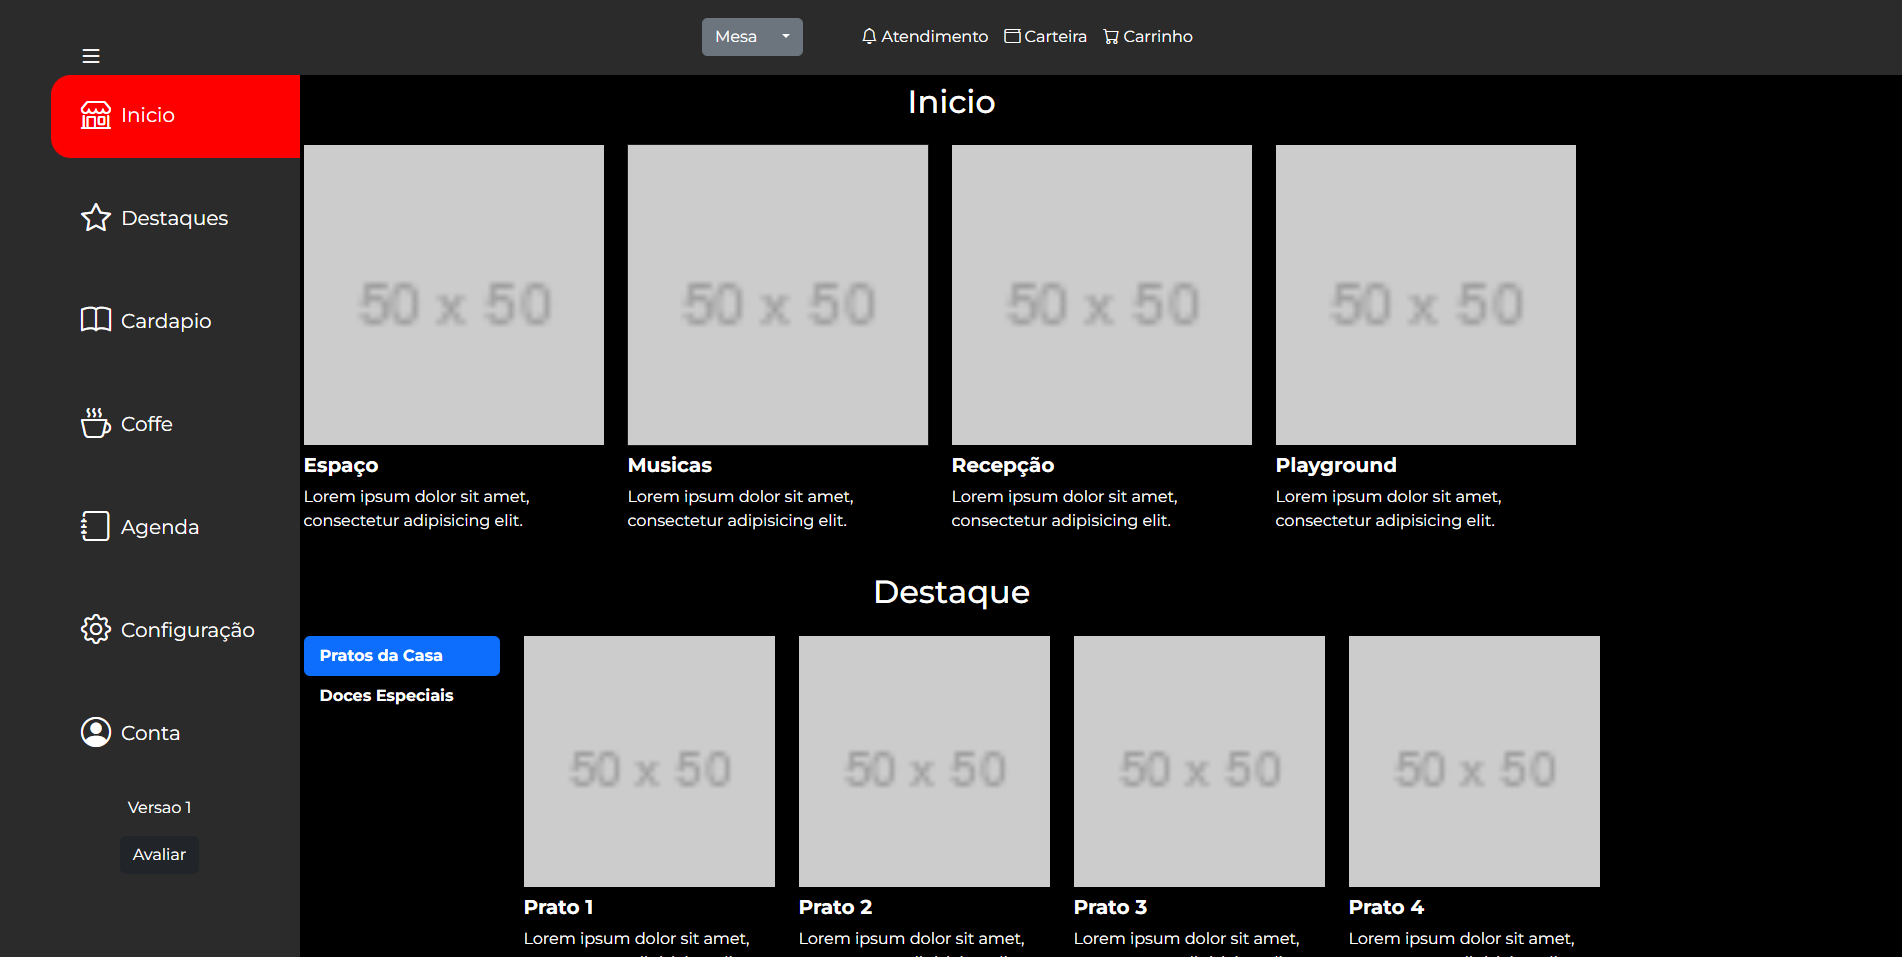 Mesa
Atendimento Carteira Carrinho
Inicio
Destaques
Cardapio
Coffe
Agenda
Configuração
Conta
Versao 1
Avaliar
Inicio
50 x 50 50 x 50 50 x 50 50 x 50
Espaço
Lorem ipsum dolor sit amet,
consectetur adipisicing elit.
Musicas
Lorem ipsum dolor sit amet,
consectetur adipisicing elit.
Recepção
Lorem ipsum dolor sit amet,
consectetur adipisicing elit.
Playground
Lorem ipsum dolor sit amet,
consectetur adipisicing elit.
Destaque
Pratos da Casa
Doces Especiais
50 x 50 50 x 50 50 x 50 50 x 50
Prato 1
Lorem ipsum dolor sit amet,
Prato 2
Lorem ipsum dolor sit amet,
Prato 3
Lorem ipsum dolor sit amet,
Prato 4
Lorem ipsum dolor sit amet,